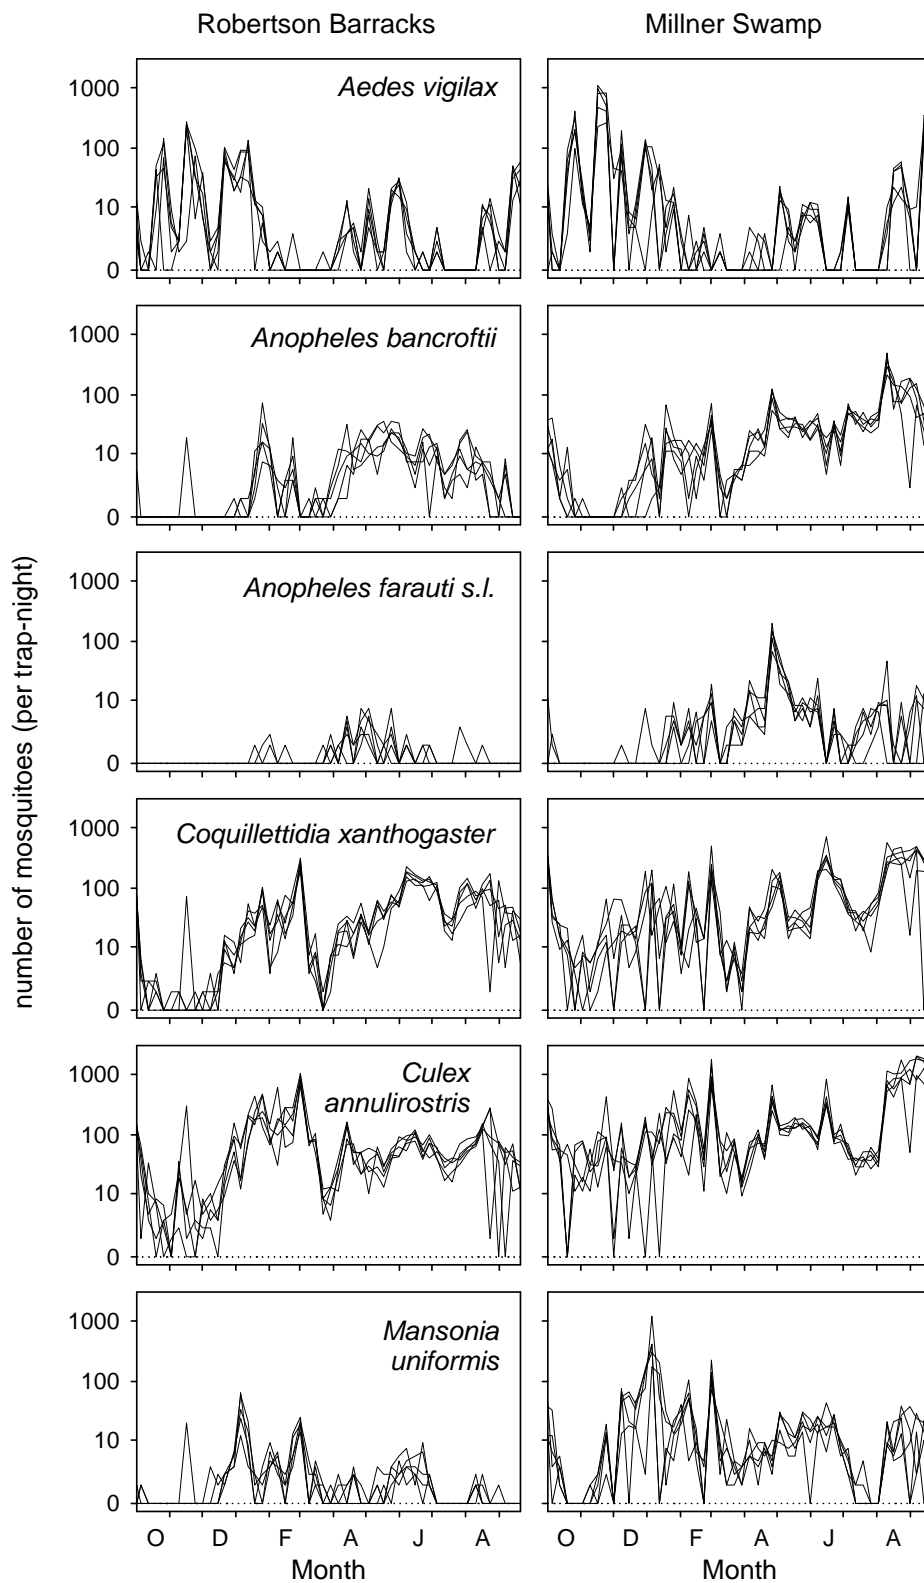 Robertson Barracks
Millner Swamp
number of mosquitoes (per trap-night)
1000
100
10
0
Aedes vigilax
1000
100
10
0
Anopheles bancroftii
1000
100
10
0
Anopheles farauti s.l.
1000
100
10
0
Coquillettidia xanthogaster
1000
100
10
0
Culex
annulirostris
1000
100
10
0
Mansonia
uniformis
O D F A J A
O D F A J A
Month
Month